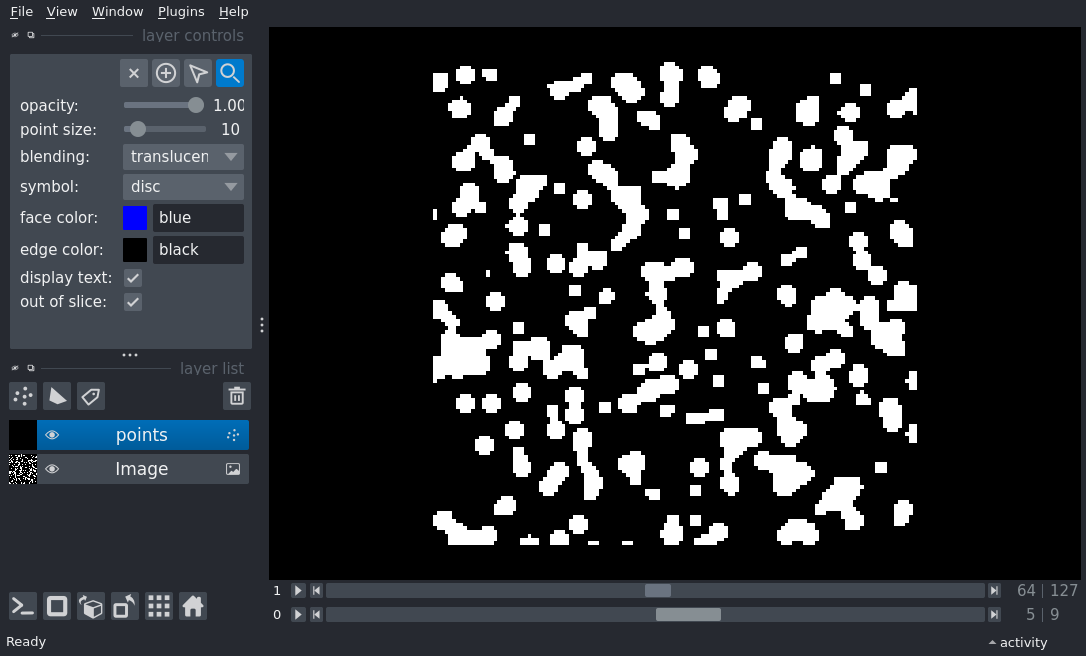 File View Window Plugins Help
layer controls
opacity: 1.00
point size: 10
blending: translucen
symbol: disc
face color: blue
edge color: black
display text:
out of slice:
layer list
points
Image
1 64 127
0 5 9
Ready activity